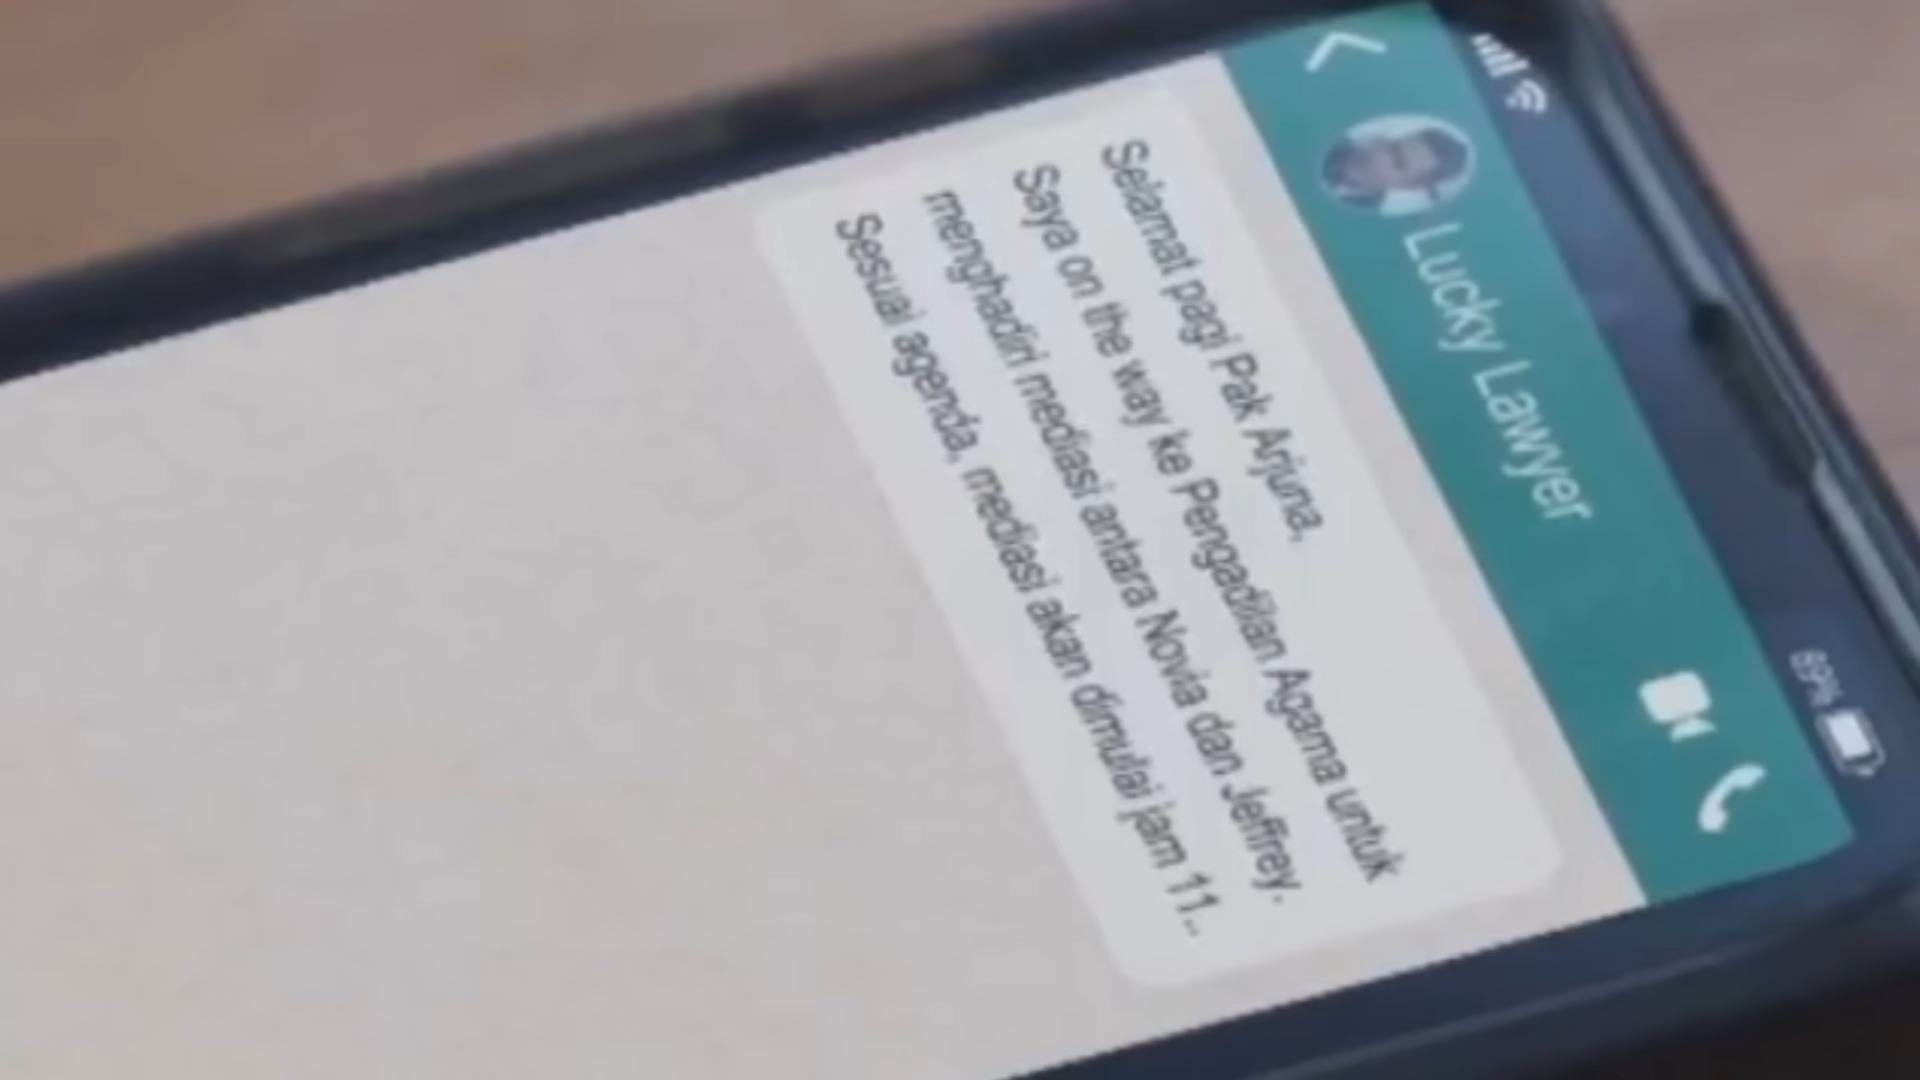 89%
Lucky Lawyer
Selamat pagi Pak Arjuna,
Saya on the way ke Pengadilan Agama untuk
menghadiri mediasi antara Novia dan Jeffrey.
Sesuai agenda, mediasi akan dimulai jam 11..